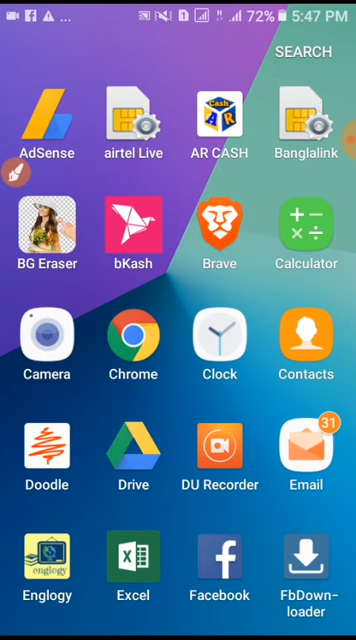 ... 1 72% 5:47 PM
SEARCH
AdSense airtel Live AR CASH Banglalink
BG Eraser bKash Brave Calculator
Camera Chrome Clock Contacts
31
Doodle Drive DU Recorder Email
Englogy Excel Facebook FbDown-
loader